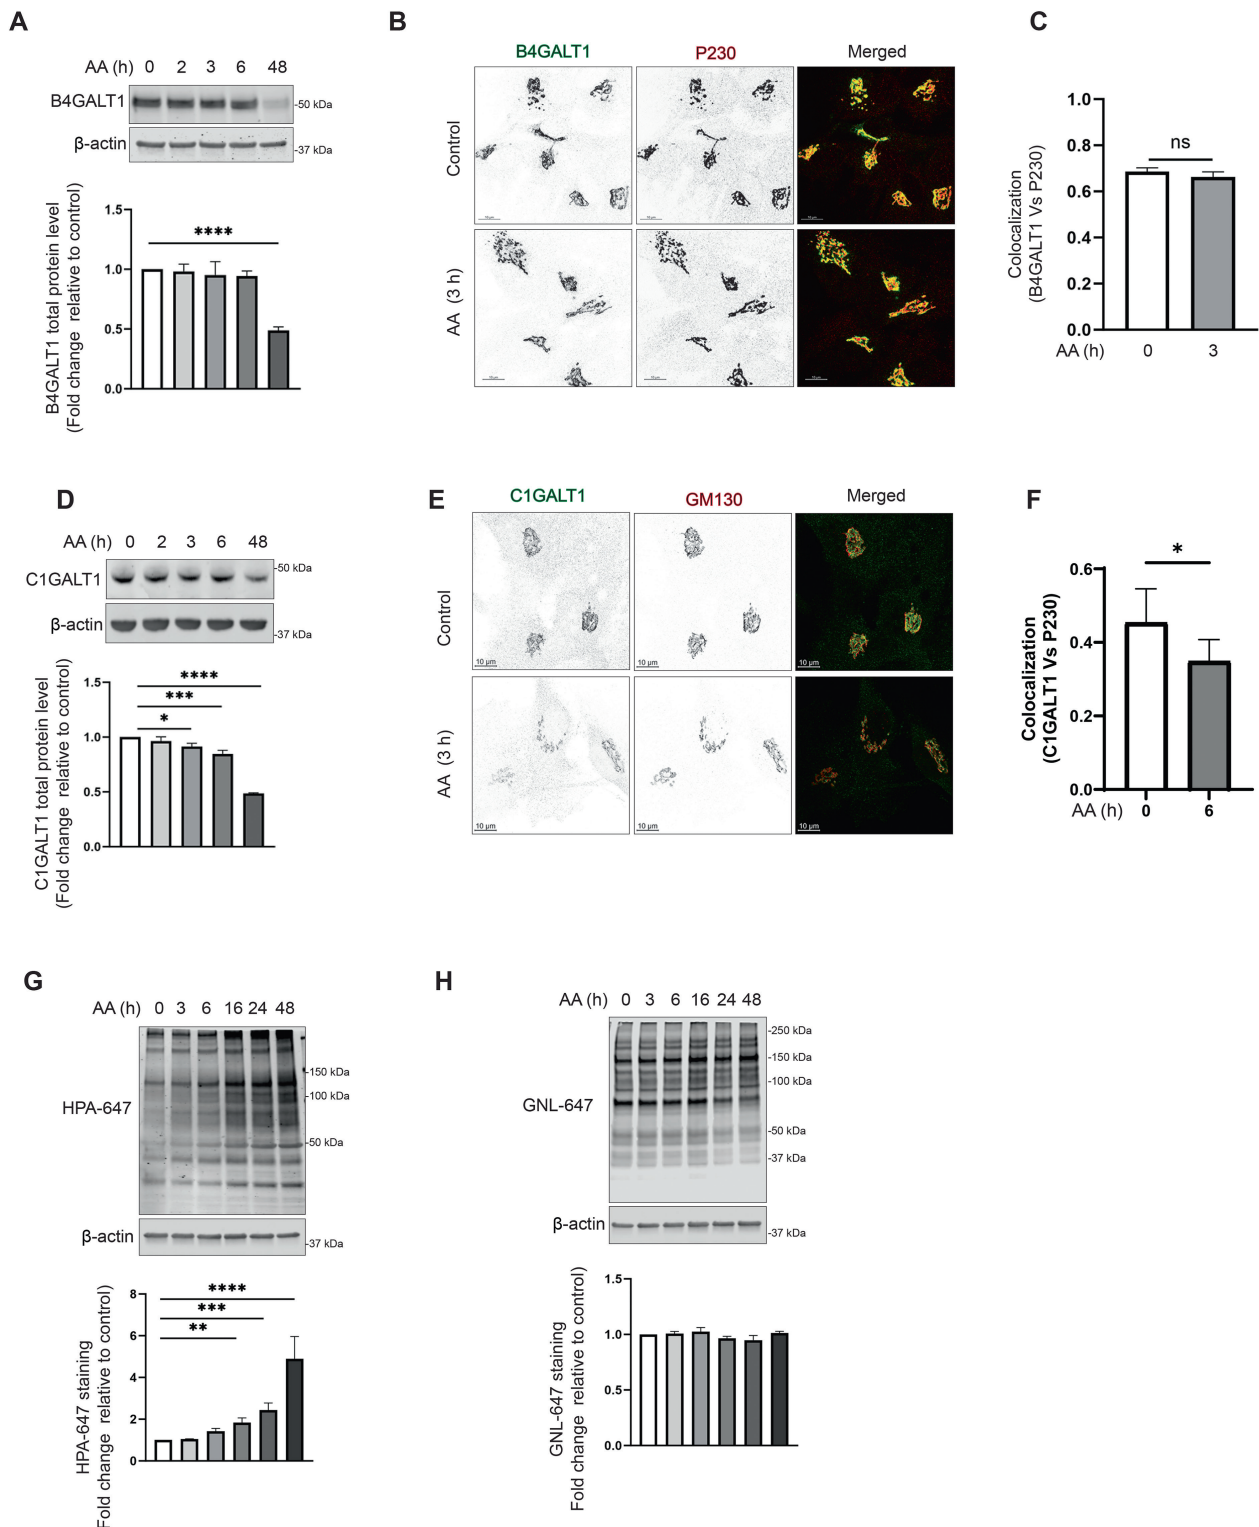 A
AA (h) 0 2 3 6 48
B4GALT1
-50 kDa
β-actin
-37 kDa
B4GALT1 total protein level
(Fold change relative to control)
1.5
1.0
0.5
0.0
****
B
B4GALT1 P230 Merged
Control
AA (3 h)
C
Colocalization
(B4GALT1 Vs P230)
1.0
0.8
0.6
0.4
0.2
0.0
ns
AA (h) 0 3
D
AA (h) 0 2 3 6 48
C1GALT1
-50 kDa
β-actin
-37 kDa
C1GALT1 total protein level
(Fold change relative to control)
1.5
1.0
0.5
0.0
****
***
*
E
C1GALT1 GM130 Merged
Control
10 µm 10 µm 10 µm
AA (3 h)
10 µm 10 µm 10 µm
F
Colocalization
(C1GALT1 Vs P230)
0.6
0.4
0.2
0.0
*
AA (h) 0 6
G
AA (h) 0 3 6 16 24 48
HPA-647
-150 kDa
-100 kDa
-50 kDa
β-actin
-37 kDa
HPA-647 staining
Fold change relative to control)
8
6
4
2
0
****
***
**
H
AA (h) 0 3 6 16 24 48
GNL-647
-250 kDa
-150 kDa
-100 kDa
-50 kDa
-37 kDa
β-actin
-37 kDa
GNL-647 staining
Fold change relative to control)
1.5
1.0
0.5
0.0